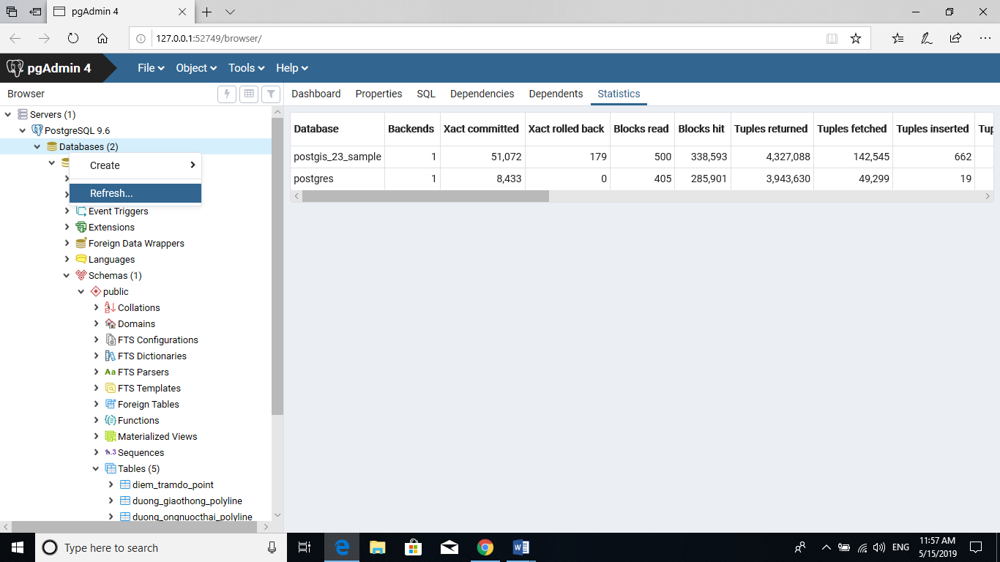 pgAdmin 4
127.0.0.1:52749/browser/
pgAdmin 4 File Object Tools Help
Browser
Dashboard Properties SQL Dependencies Dependents Statistics
Servers (1)
PostgreSQL 9.6
Databases (2)
Create
Refresh...
Event Triggers
Extensions
Foreign Data Wrappers
Languages
Schemas (1)
public
Collations
Domains
FTS Configurations
FTS Dictionaries
Aa FTS Parsers
FTS Templates
Foreign Tables
Functions
Materialized Views
1..3 Sequences
Tables (5)
diem_tramdo_point
duong_giaothong_polyline
duong_ongnuocthai_polyline
Database Backends Xact committed Xact rolled back Blocks read Blocks hit Tuples returned Tuples fetched Tuples inserted Tup
postgis_23_sample 1 51,072 179 500 338,593 4,327,088 142,545 662
postgres 1 8,433 0 405 285,901 3,943,630 49,299 19
Type here to search
ENG
11:57 AM
5/15/2019